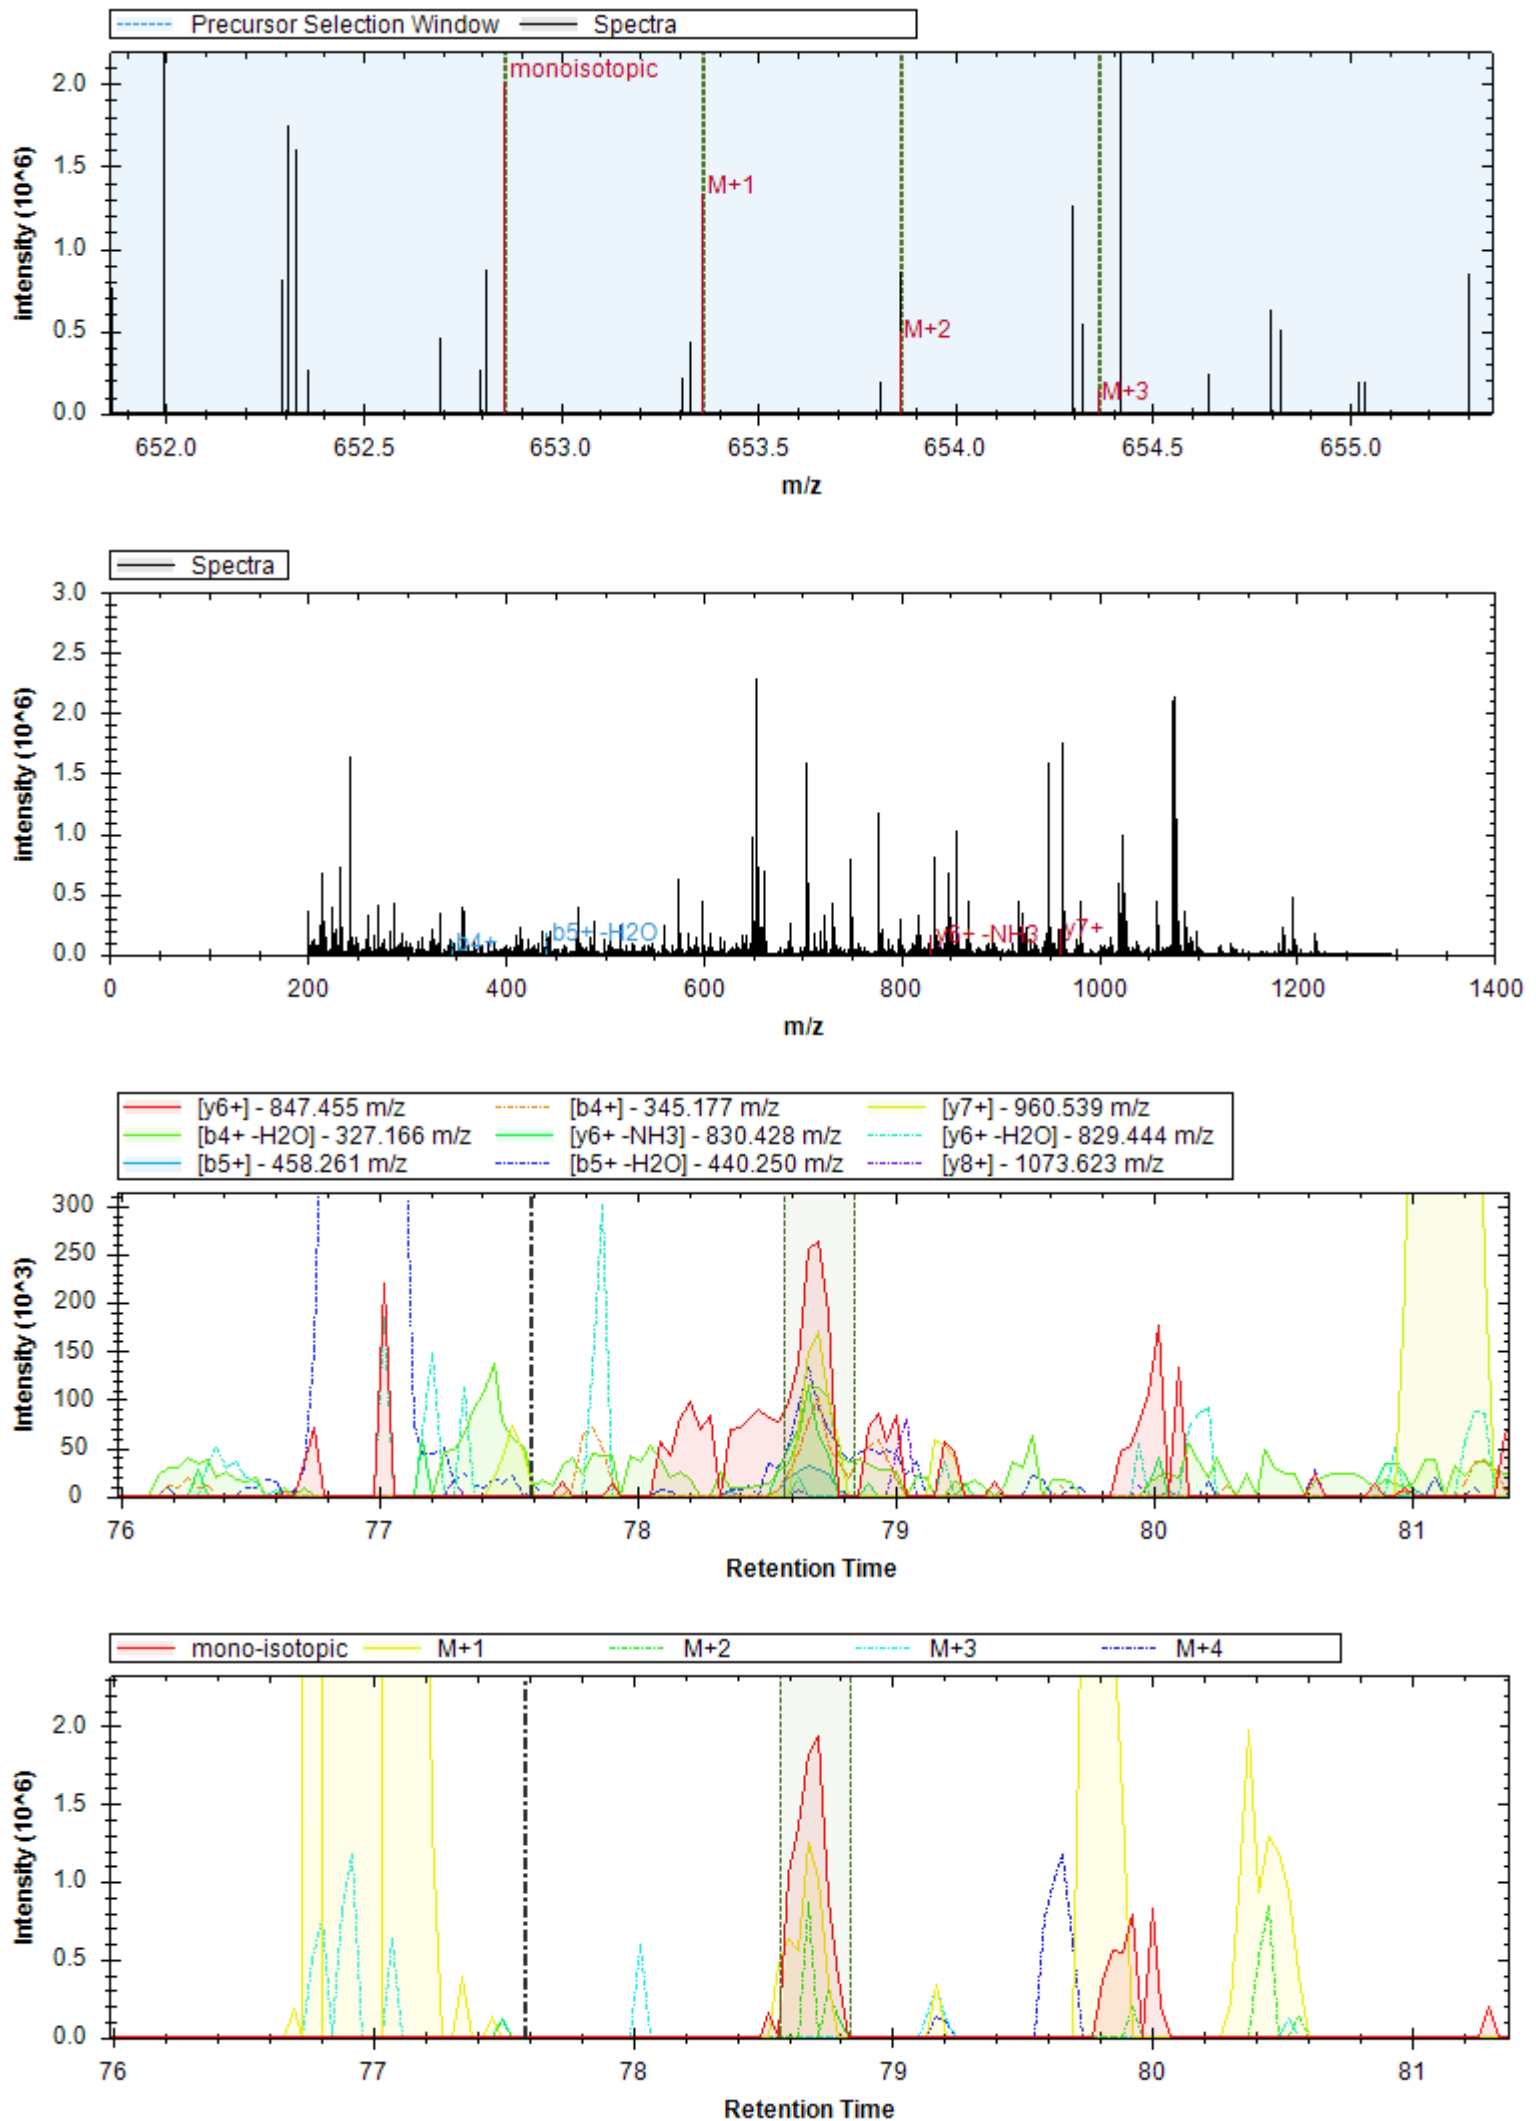 Precursor Selection Window Spectra
intensity (10^6)
2.0
1.5
1.0
0.5
0.0
monoisotopic
M+1
M+2
M+3
652.0 652.5 653.0 653.5 654.0 654.5 655.0
m/z
Spectra
intensity (10^6)
3.0
2.5
2.0
1.5
1.0
0.5
0.0
b4+ b5+ -H2O y6+ -NH3 y7+
0 200 400 600 800 1000 1200 1400
m/z
[y6+] - 847.455 m/z [b4+] - 345.177 m/z [y7+] - 960.539 m/z
[b4+ -H2O] - 327.166 m/z [y6+ -NH3] - 830.428 m/z [y6+ -H2O] - 829.444 m/z
[b5+] - 458.261 m/z [b5+ -H2O] - 440.250 m/z [y8+] - 1073.623 m/z
Intensity (10^3)
300
250
200
150
100
50
0
76 77 78 79 80 81
Retention Time
mono-isotopic M+1 M+2 M+3 M+4
Intensity (10^6)
2.0
1.5
1.0
0.5
0.0
76 77 78 79 80 81
Retention Time